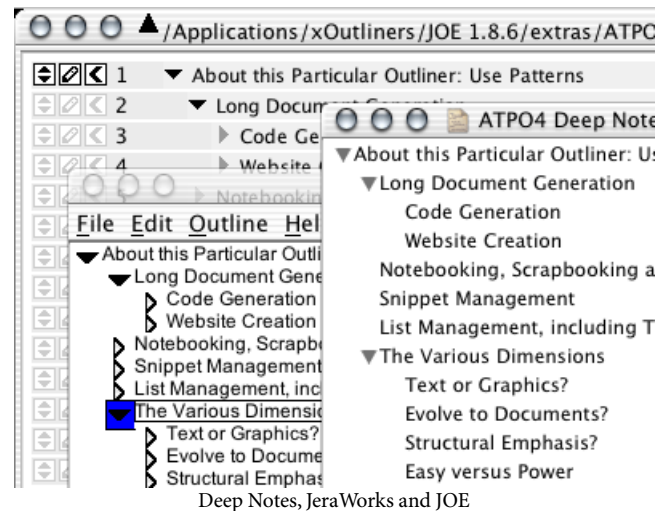 /Applications/xOutliners/JOE 1.8.6/extras/ATPO
1 About this Particular Outliner: Use Patterns
2 Long Document Generation
3 Code Ge
4 Website
Notebookin
ATPO4 Deep Note
About this Particular Outliner: Us
Long Document Generation
Code Generation
Website Creation
Notebooking, Scrapbooking a
Snippet Management
List Management, including T
The Various Dimensions
Text or Graphics?
Evolve to Documents?
Structural Emphasis?
Easy versus Power
File Edit Outline Hel
About this Particular Outli
Long Document Gene
Code Generation
Website Creation
Notebooking, Scrapbo
Snippet Management
List Management, inc
The Various Dimensio
Text or Graphics?
Evolve to Docume
Structural Emphas
Deep Notes, JeraWorks and JOE